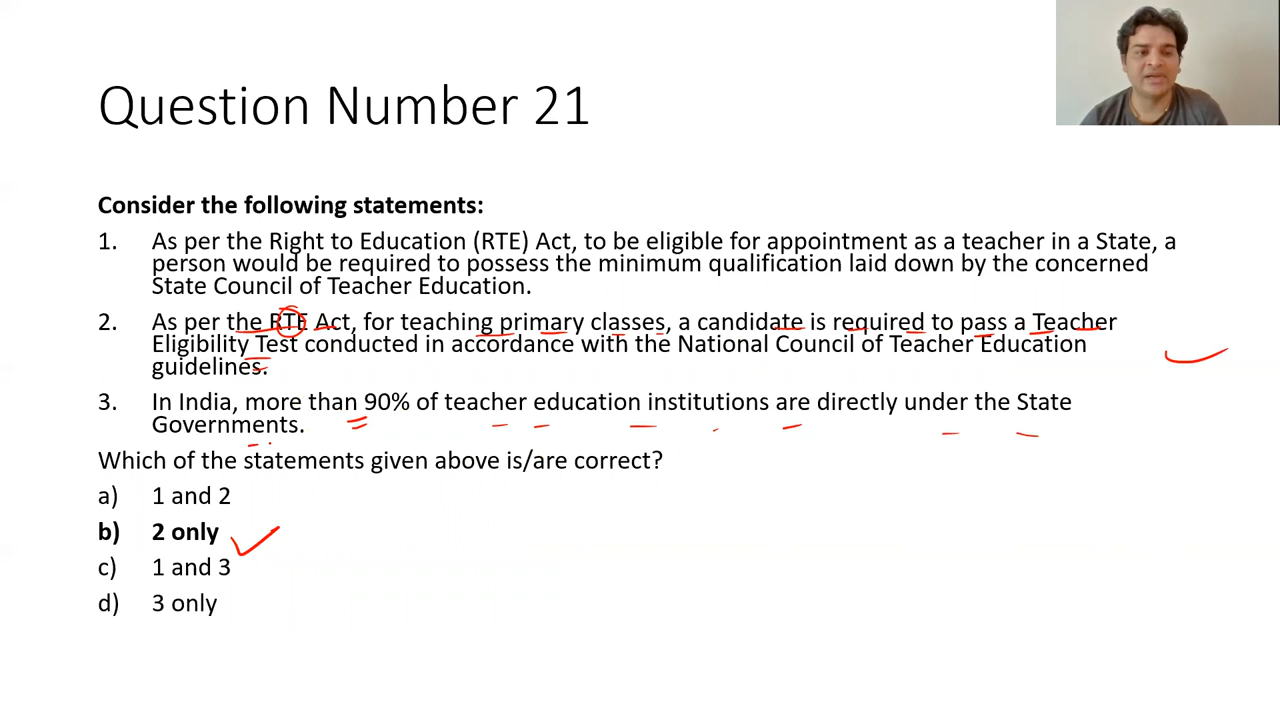 Question Number 21
Consider the following statements:
1. As per the Right to Education (RTE) Act, to be eligible for appointment as a teacher in a State, a
person would be required to possess the minimum qualification laid down by the concerned
State Council of Teacher Education.
2. As per the RTE Act, for teaching primary classes, a candidate is required to pass a Teacher
Eligibility Test conducted in accordance with the National Council of Teacher Education
guidelines.
3. In India, more than 90% of teacher education institutions are directly under the State
Governments.
Which of the statements given above is/are correct?
a) 1 and 2
b) 2 only
c) 1 and 3
d) 3 only